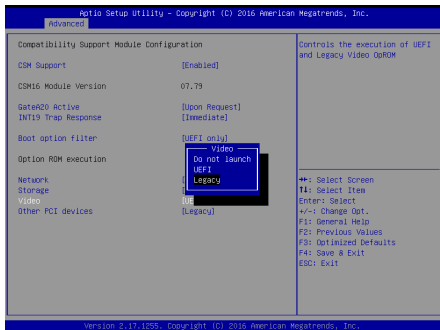 Aptio Setup Utility – Copyright (C) 2016 American Megatrends, Inc.
Advanced
Compatibility Support Module Configuration
CSM Support [Enabled]
CSM16 Module Version 07.79
GateA20 Active [Upon Request]
INT19 Trap Response [Immediate]
Boot option filter [UEFI only]
Option ROM execution
Network [
Storage [
Video [UE
Other PCI devices [Legacy]
Video
Do not launch
UEFI
Legacy
Controls the execution of UEFI
and Legacy Video OpROM
→←: Select Screen
↑↓: Select Item
Enter: Select
+/-: Change Opt.
F1: General Help
F2: Previous Values
F3: Optimized Defaults
F4: Save & Exit
ESC: Exit
Version 2.17.1255. Copyright (C) 2016 American Megatrends, Inc.